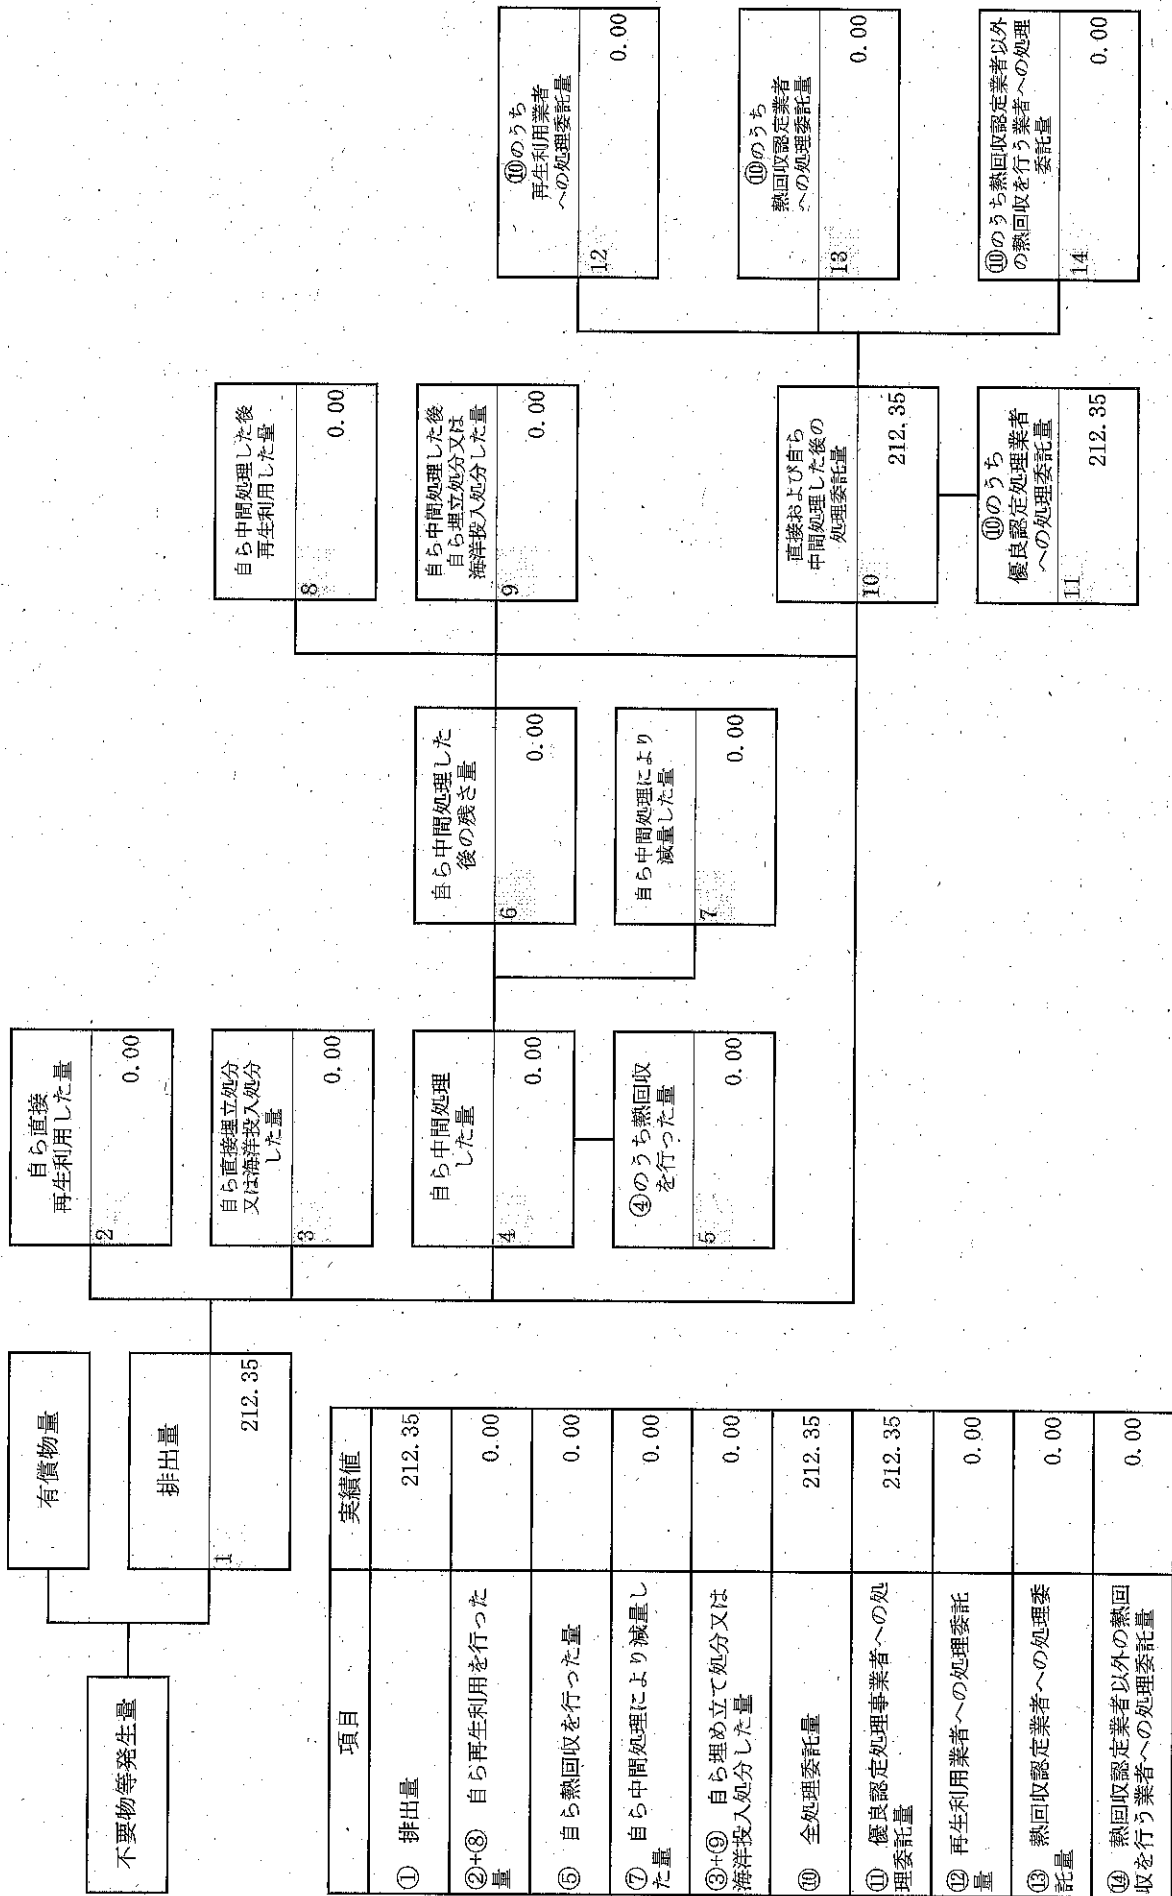 不要物等発生量
有償物量
排出量
1
212.35
自ら直接
再生利用した量
2
0.00
自ら直接埋立処分
又は海洋投入処分
した量
3
0.00
自ら中間処理
した量
4
0.00
④のうち熱回収
を行った量
5
0.00
自ら中間処理した
後の残さ量
6
0.00
自ら中間処理により
減量した量
7
0.00
自ら中間処理した後
再生利用した量
8
0.00
自ら中間処理した後
自ら埋立処分又は
海洋投入処分した量
9
0.00
直接および自ら
中間処理した後の
処理委託量
10
212.35
⑩のうち
優良認定処理業者
への処理委託量
11
212.35
⑩のうち
再生利用業者
への処理委託量
12
0.00
⑩のうち
熱回収認定業者
への処理委託量
13
0.00
⑩のうち熱回収認定業者以外
の熱回収を行う業者への処理
委託量
14
0.00
項目 実績値
① 排出量 212.35
②+⑧ 自ら再生利用を行った
量 0.00
⑤ 自ら熱回収を行った量 0.00
⑦ 自ら中間処理により減量し
た量 0.00
③+⑨ 自ら埋め立て処分又は
海洋投入処分した量 0.00
⑩ 全処理委託量 212.35
⑪ 優良認定処理事業者への処
理委託量 212.35
⑫ 再生利用業者への処理委託
量 0.00
⑬ 熱回収認定業者への処理委
託量 0.00
⑭ 熱回収認定業者以外の熱回
収を行う業者への処理委託量 0.00